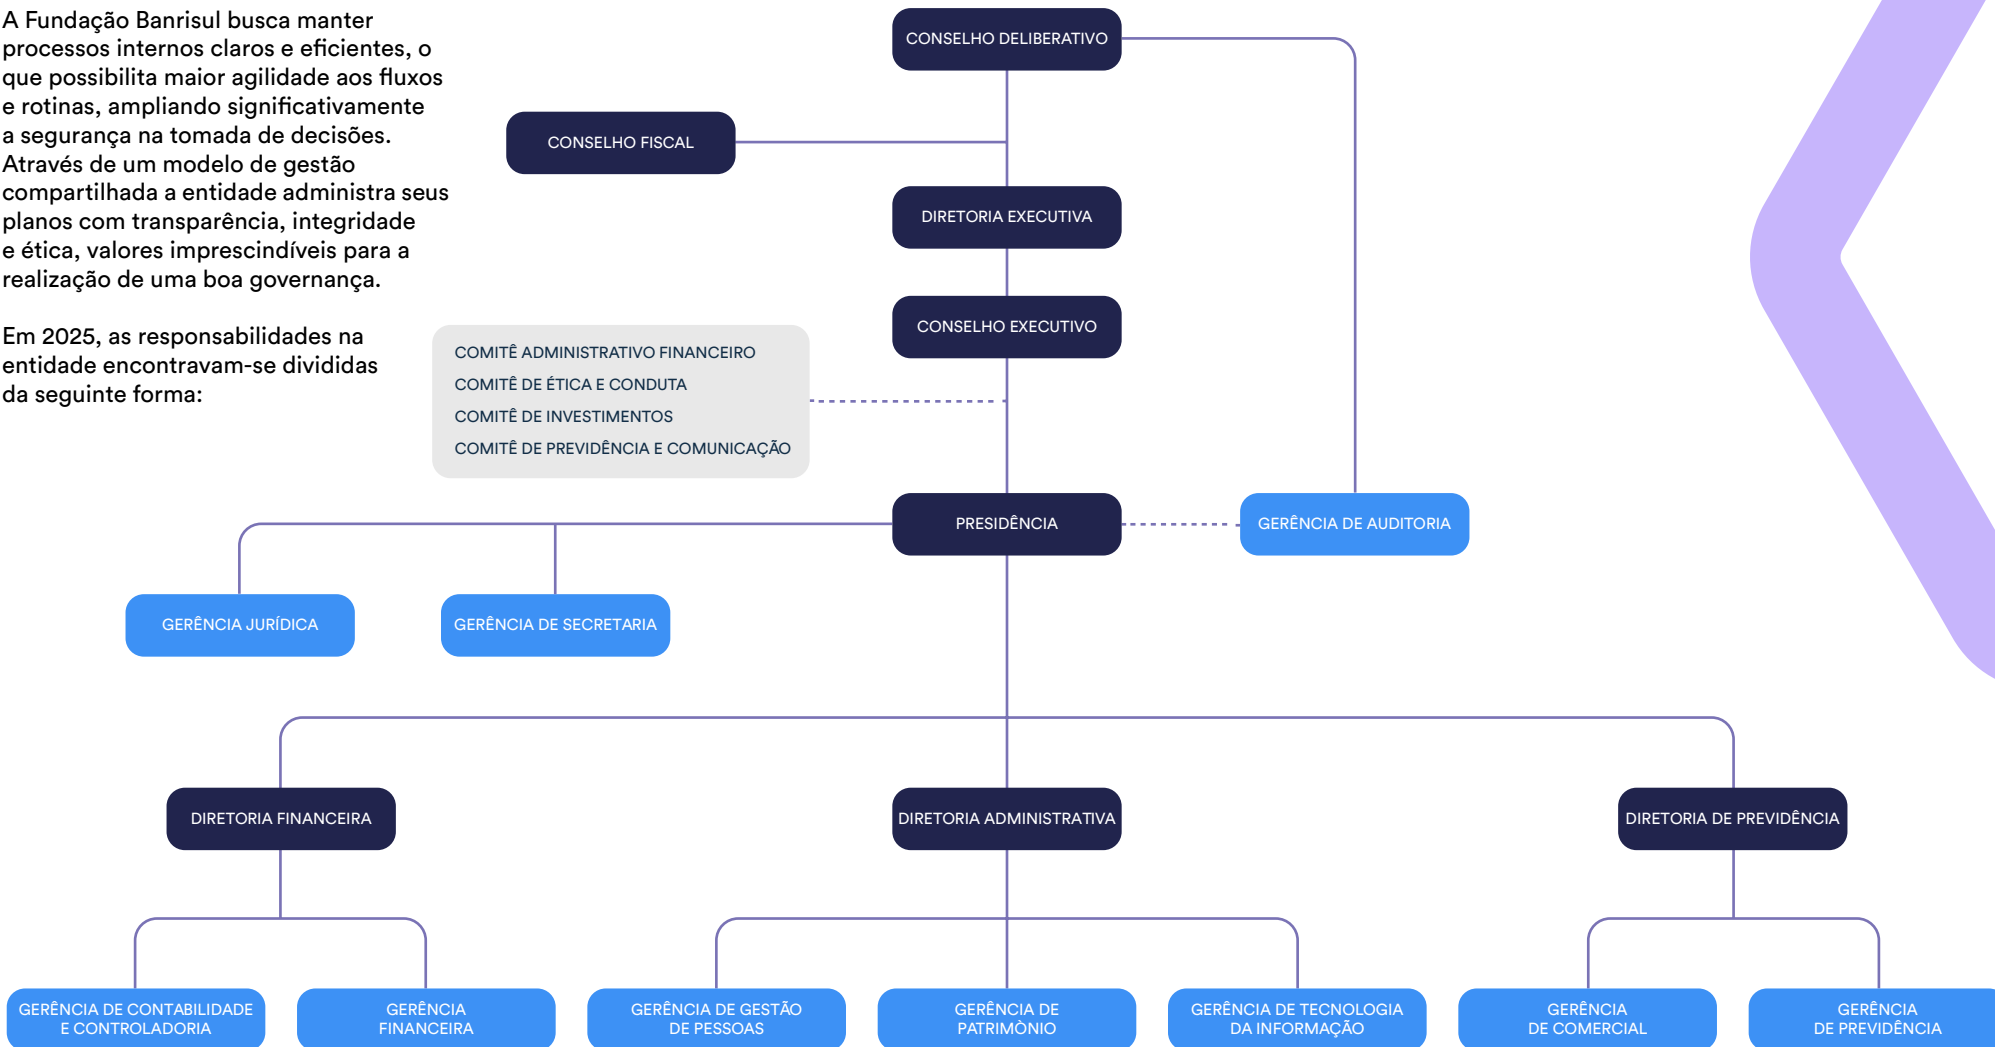 A Fundação Banrisul busca manter
processos internos claros e eficientes, o
que possibilita maior agilidade aos fluxos
e rotinas, ampliando significativamente
a segurança na tomada de decisões.
Através de um modelo de gestão
compartilhada a entidade administra seus
planos com transparência, integridade
e ética, valores imprescindíveis para a
realização de uma boa governança.
Em 2025, as responsabilidades na
entidade encontravam-se divididas
da seguinte forma:
CONSELHO DELIBERATIVO
CONSELHO FISCAL
DIRETORIA EXECUTIVA
CONSELHO EXECUTIVO
COMITÊ ADMINISTRATIVO FINANCEIRO
COMITÊ DE ÉTICA E CONDUTA
COMITÊ DE INVESTIMENTOS
COMITÊ DE PREVIDÊNCIA E COMUNICAÇÃO
PRESIDÊNCIA
GERÊNCIA DE AUDITORIA
GERÊNCIA JURÍDICA
GERÊNCIA DE SECRETARIA
DIRETORIA FINANCEIRA
DIRETORIA ADMINISTRATIVA
DIRETORIA DE PREVIDÊNCIA
GERÊNCIA DE CONTABILIDADE
E CONTROLADORIA
GERÊNCIA
FINANCEIRA
GERÊNCIA DE GESTÃO
DE PESSOAS
GERÊNCIA DE
PATRIMÒNIO
GERÊNCIA DE TECNOLOGIA
DA INFORMAÇÃO
GERÊNCIA
DE COMERCIAL
GERÊNCIA
DE PREVIDÊNCIA